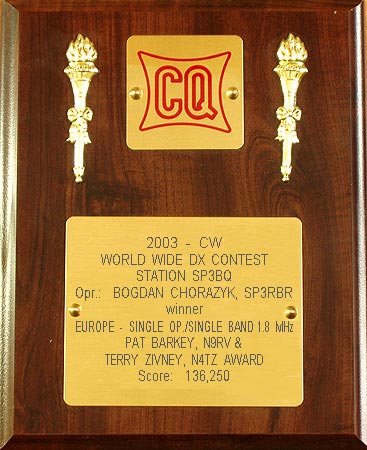 CQ
2003 - CW
WORLD WIDE DX CONTEST
STATION SP3BQ
Opr.: BOGDAN CHORAZYK, SP3RBR
winner
EUROPE - SINGLE OP./SINGLE BAND 1.8 MHz
PAT BARKEY, N9RV &
TERRY ZIVNEY, N4TZ AWARD
Score: 136,250